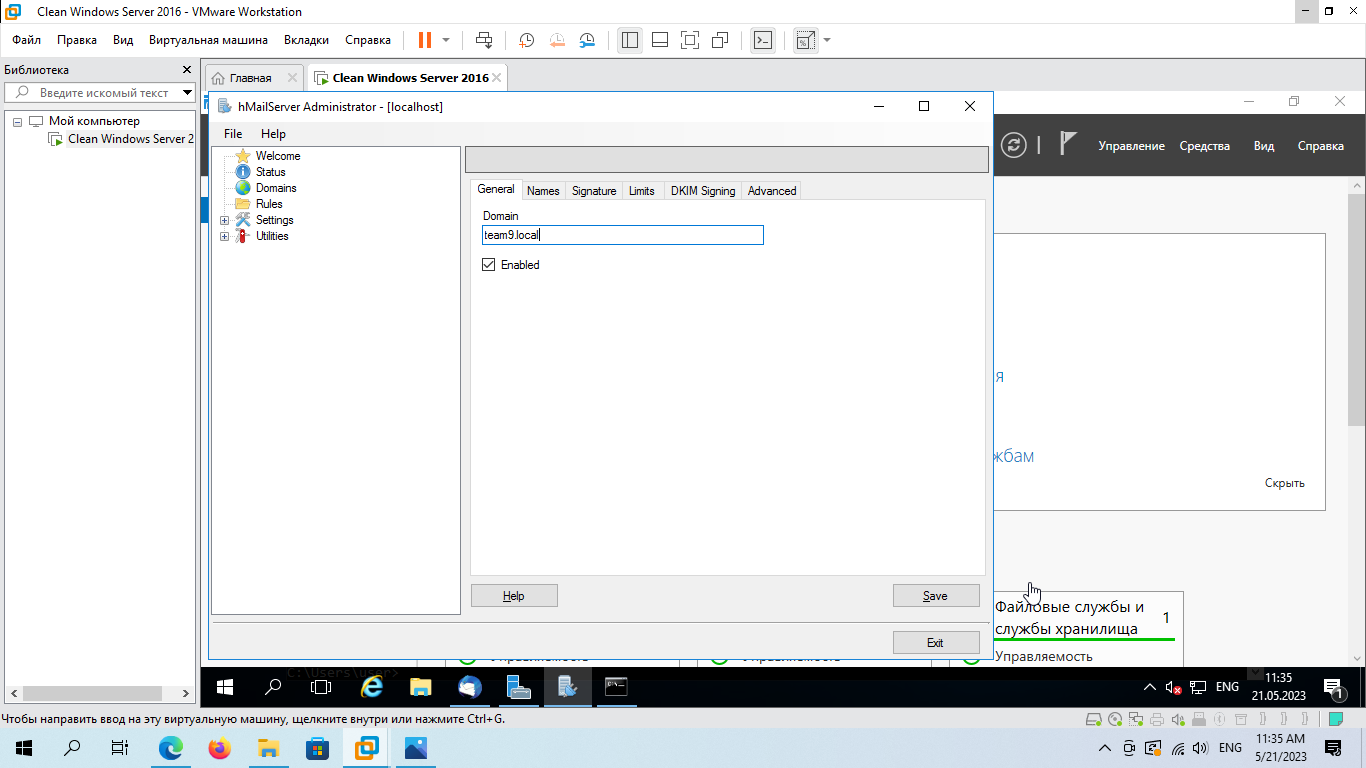 Clean Windows Server 2016 - VMware Workstation
Файл Правка Вид Виртуальная машина Вкладки Справка
Библиотека
Введите искомый текст
Мой компьютер
Clean Windows Server 2
Главная
Clean Windows Server 2016
hMailServer Administrator - [localhost]
File Help
Welcome
Status
Domains
Rules
Settings
Utilities
General Names Signature Limits DKIM Signing Advanced
Domain
team9.local
Enabled
Help
Save
Exit
Управление Средства Вид Справка
я
жбам
Скрыть
Файловые службы и
службы хранилища
1
Управляемость
C:\Users\user>
ENG
11:35
21.05.2023
1
Чтобы направить ввод на эту виртуальную машину, щелкните внутри или нажмите Ctrl+G.
ENG
11:35 AM
5/21/2023